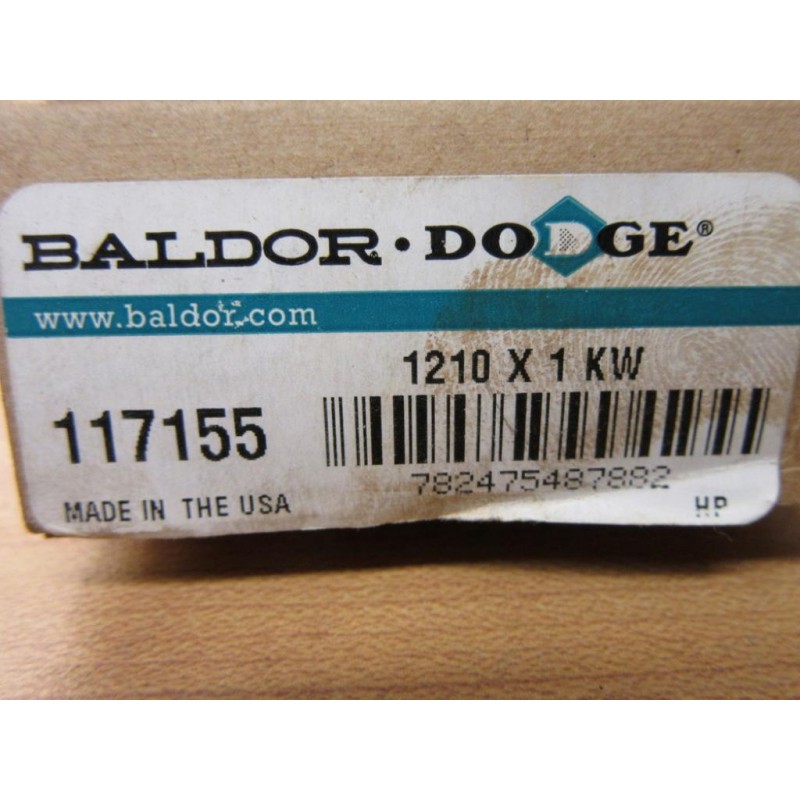 BALDOR · DODGE®
www.baldor.com
1210 X 1 KW
117155
782475487882
MADE IN THE USA
HP